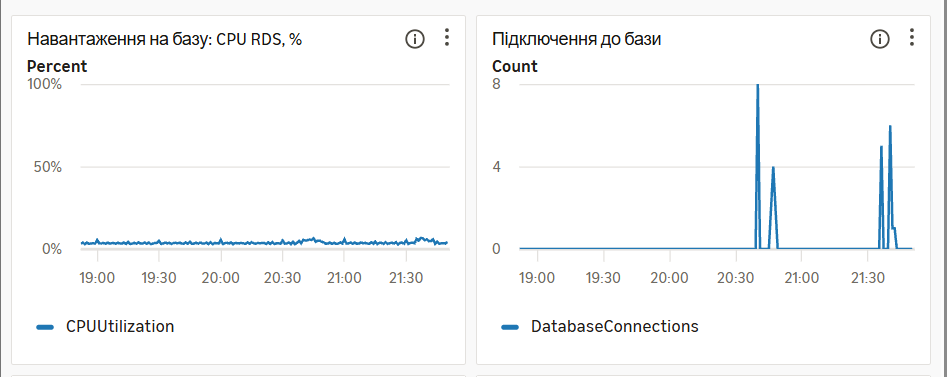 Навантаження на базу: CPU RDS, %
Percent
100%
50%
0%
19:00 19:30 20:00 20:30 21:00 21:30
CPUUtilization
Підключення до бази
Count
8
4
0
19:00 19:30 20:00 20:30 21:00 21:30
DatabaseConnections